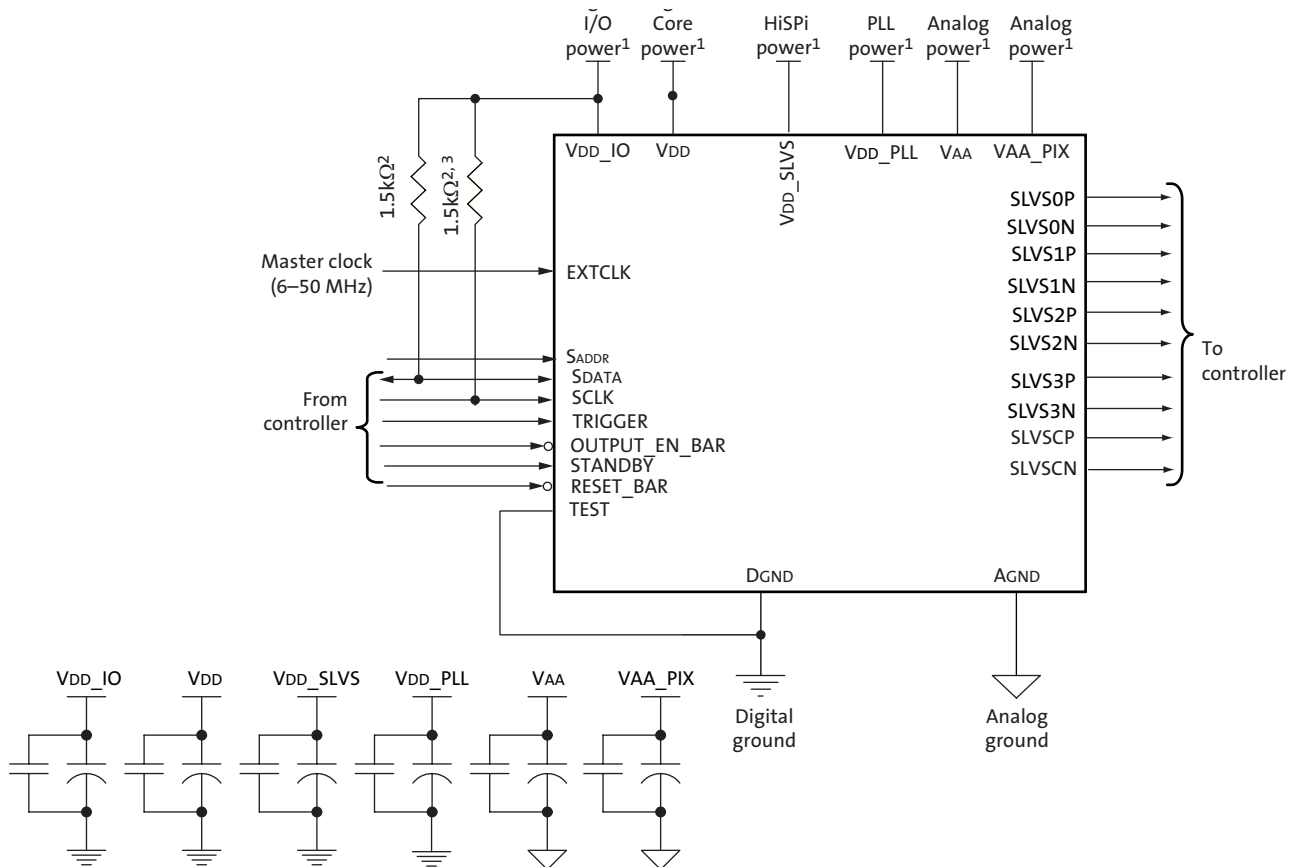 I/O
power¹
Core
power¹
HiSPi
power¹
PLL
power¹
Analog
power¹
Analog
power¹
VDD_IO
VDD
VDD_SLVS
VDD_PLL
VAA
VAA_PIX
1.5kΩ²
1.5kΩ²,³
Master clock
(6–50 MHz)
EXTCLK
SADDR
SDATA
SCLK
TRIGGER
OUTPUT_EN_BAR
STANDBY
RESET_BAR
TEST
From
controller
SLVS0P
SLVS0N
SLVS1P
SLVS1N
SLVS2P
SLVS2N
SLVS3P
SLVS3N
SLVSCP
SLVSCN
To
controller
DGND
AGND
Digital
ground
Analog
ground
VDD_IO
VDD
VDD_SLVS
VDD_PLL
VAA
VAA_PIX